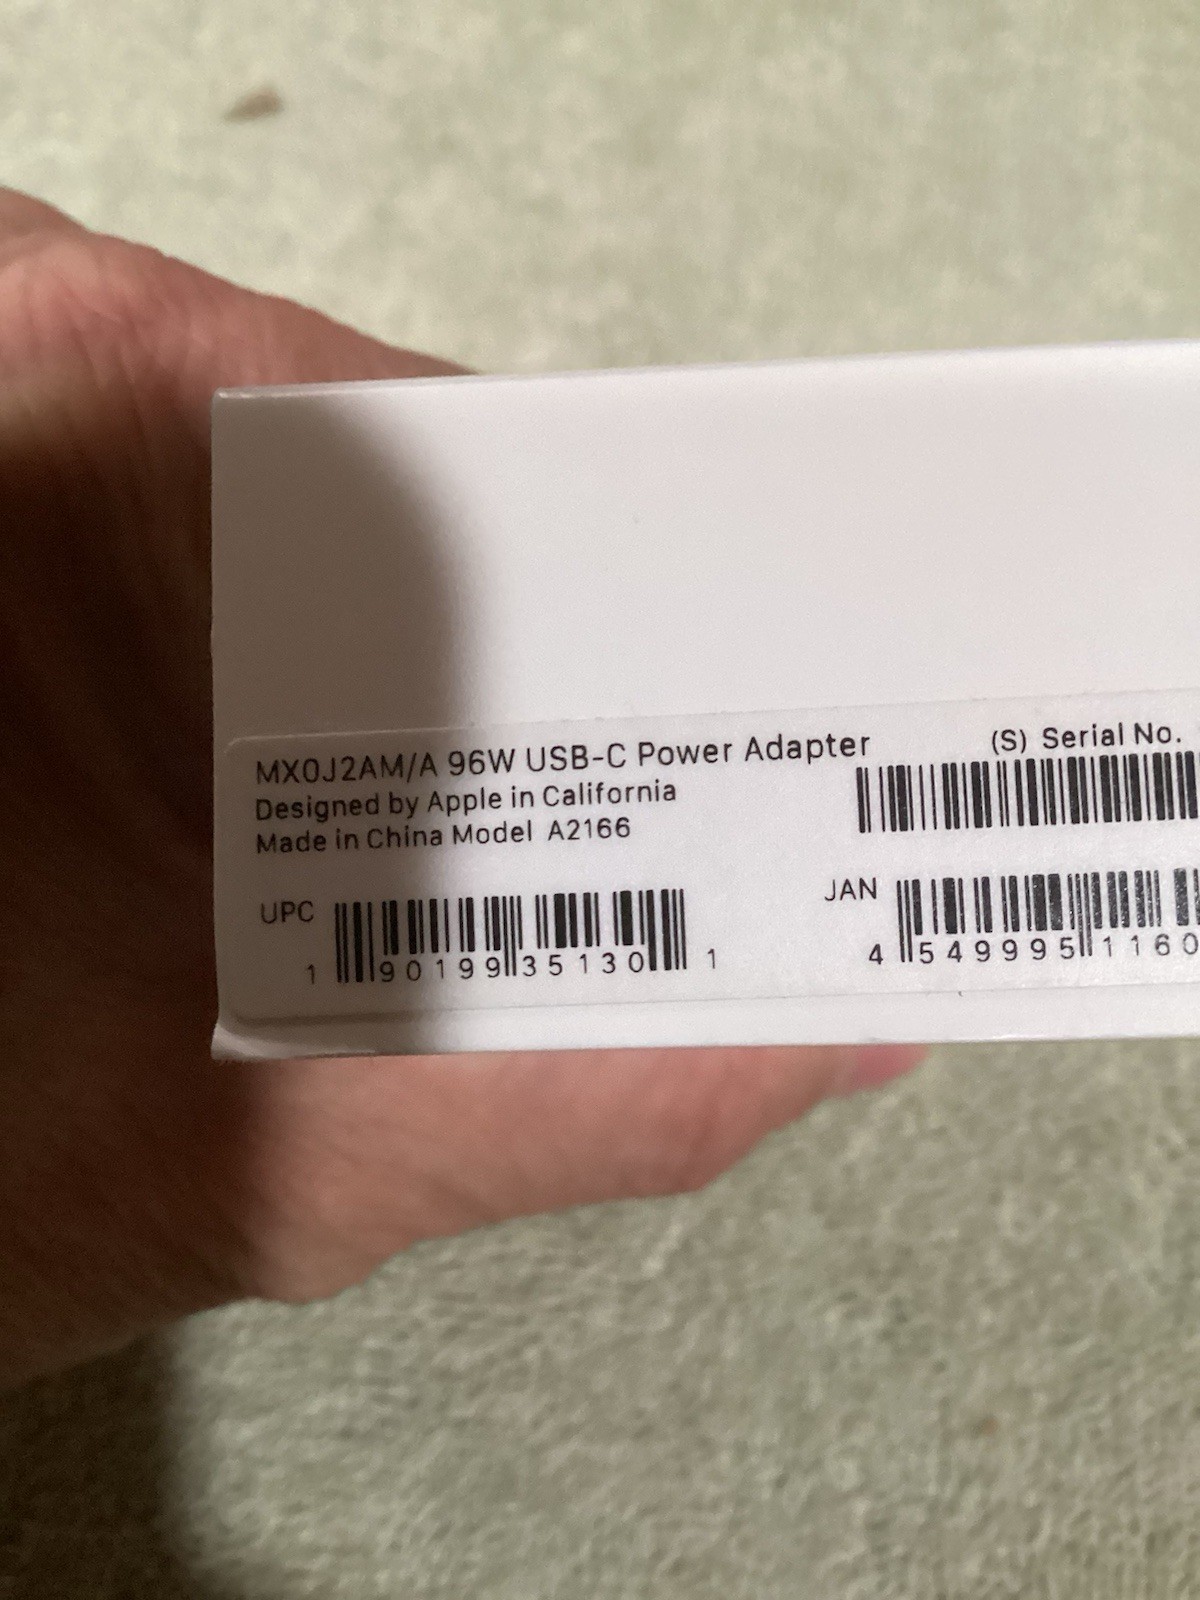 MX0J2AM/A 96W USB-C Power Adapter
Designed by Apple in California
Made in China Model A2166
(S) Serial No.
UPC
1 90199 35130 1
JAN
4 549995 1160